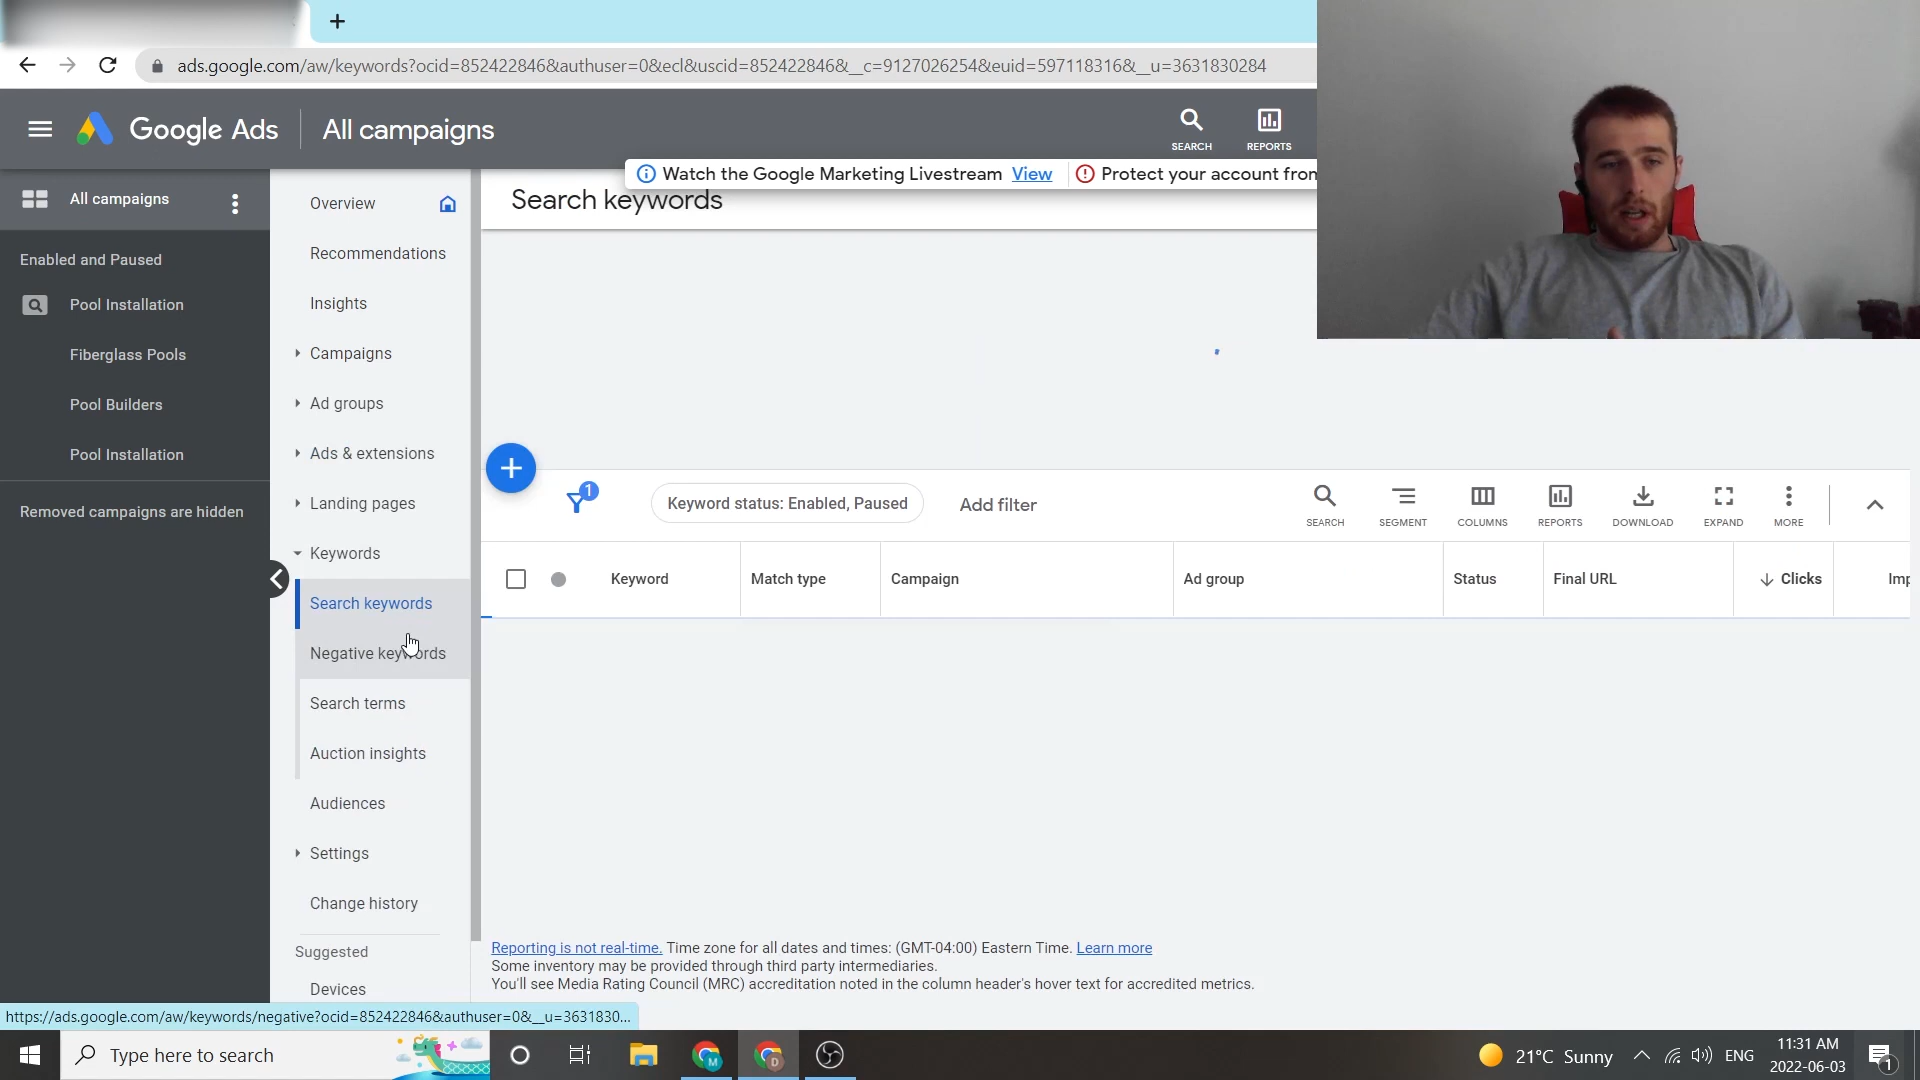 ads.google.com/aw/keywords?ocid=852422846&authuser=0&ecl&uscid=852422846&__c=9127026254&euid=597118316&__u=3631830284
Google Ads
All campaigns
SEARCH
REPORTS
Watch the Google Marketing Livestream View
Protect your account from
All campaigns
Enabled and Paused
Pool Installation
Fiberglass Pools
Pool Builders
Pool Installation
Removed campaigns are hidden
Overview
Recommendations
Insights
Campaigns
Ad groups
Ads & extensions
Landing pages
Keywords
Search keywords
Negative keywords
Search terms
Auction insights
Audiences
Settings
Change history
Suggested
Devices
Search keywords
1
Keyword status: Enabled, Paused
Add filter
SEARCH
SEGMENT
COLUMNS
REPORTS
DOWNLOAD
EXPAND
MORE
Keyword
Match type
Campaign
Ad group
Status
Final URL
Clicks
Imp
Reporting is not real-time. Time zone for all dates and times: (GMT-04:00) Eastern Time. Learn more
Some inventory may be provided through third party intermediaries.
You'll see Media Rating Council (MRC) accreditation noted in the column header's hover text for accredited metrics.
https://ads.google.com/aw/keywords/negative?ocid=852422846&authuser=0&__u=3631830...
Type here to search
M
D
21°C Sunny
ENG
11:31 AM
2022-06-03
1